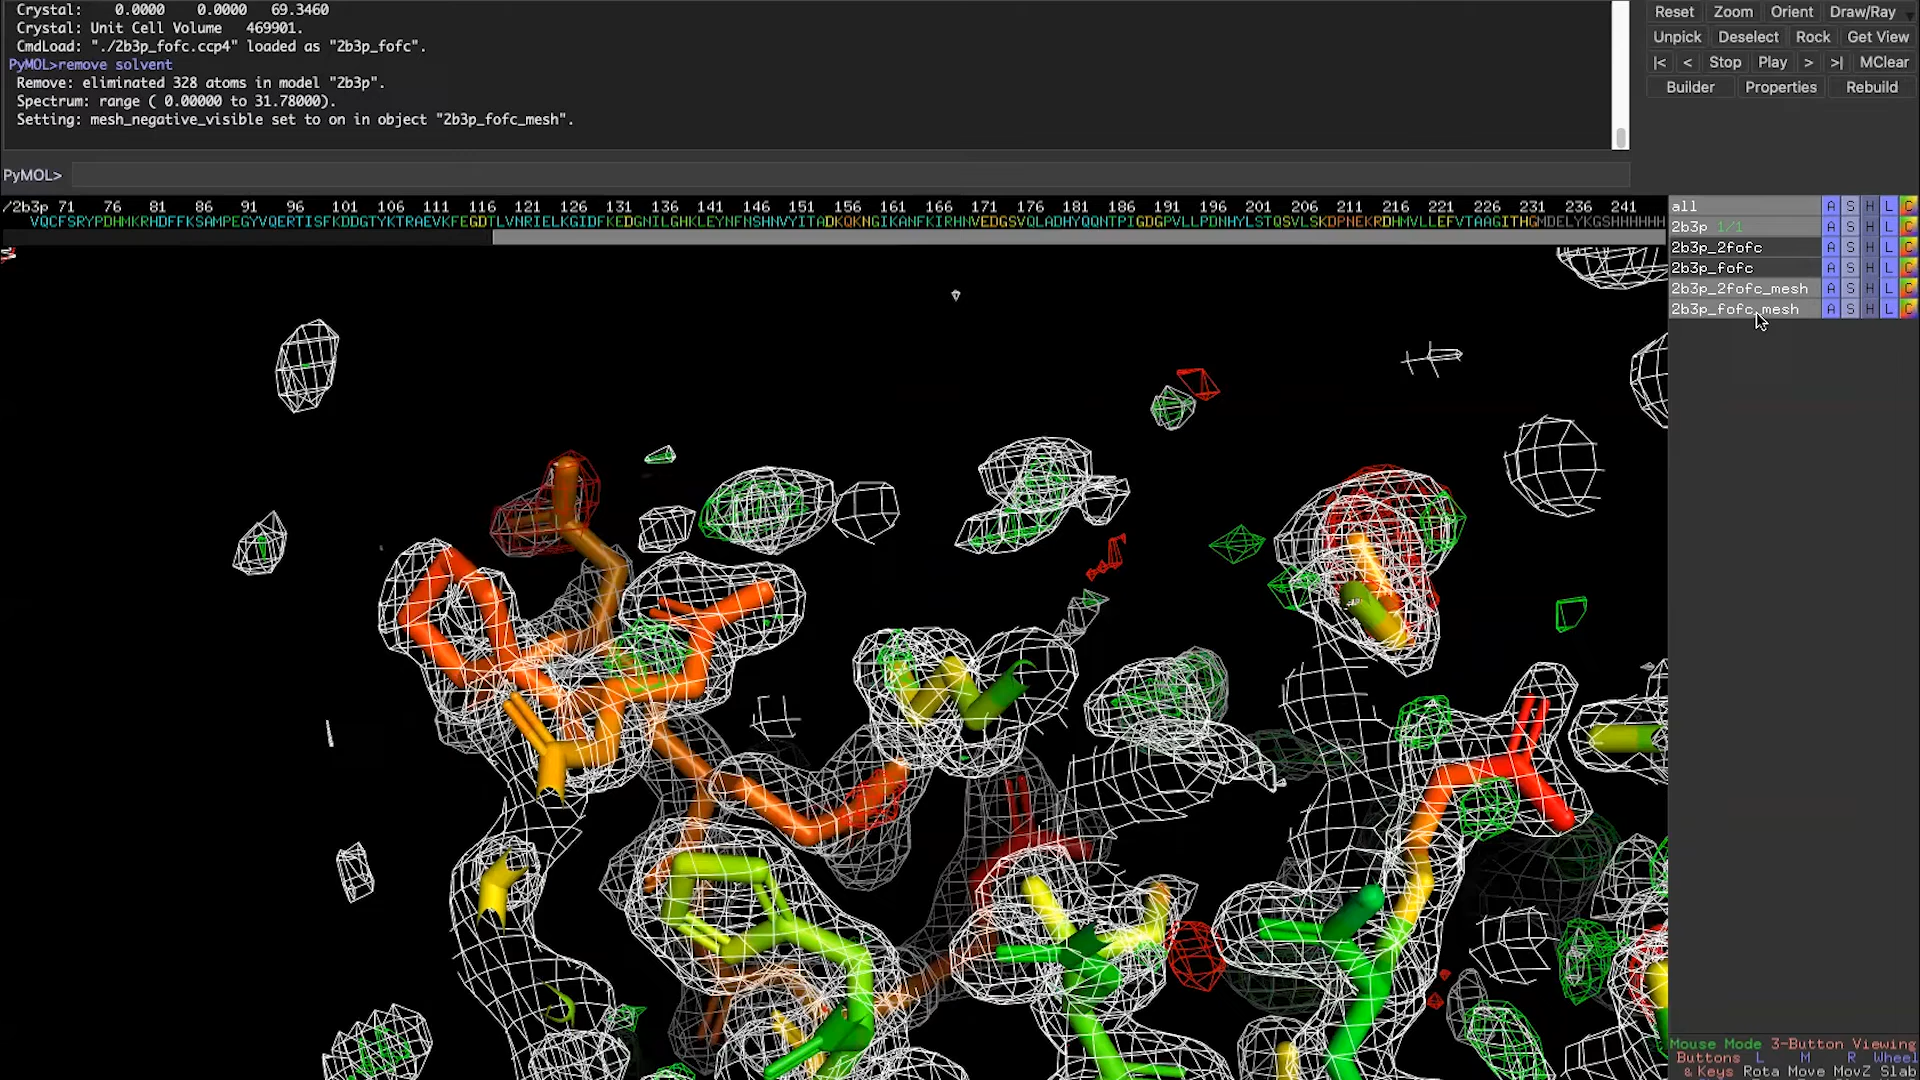 Crystal:    0.0000    0.0000   69.3460
Crystal: Unit Cell Volume   469901.
CmdLoad: "./2b3p_fofc.ccp4" loaded as "2b3p_fofc".
PyMOL>remove solvent
Remove: eliminated 328 atoms in model "2b3p".
Spectrum: range ( 0.00000 to 31.78000).
Setting: mesh_negative_visible set to on in object "2b3p_fofc_mesh".
PyMOL>
Reset Zoom Orient Draw/Ray
Unpick Deselect Rock Get View
|< < Stop Play > >| MClear
Builder Properties Rebuild
/2b3p 71 76 81 86 91 96 101 106 111 116 121 126 131 136 141 146 151 156 161 166 171 176 181 186 191 196 201 206 211 216 221 226 231 236 241
VQCFSRYPDHMKRHDFFKSAMPEGYVQERTISFKDDGTYKTRAEVKFEGDTLVNRIELKGIDFKEDGNILGHKLEYNFNSHNVYITADKQKNGIKANFKIRHNVEDGSVQLADHYQQNTPIGDGPVLLPDNHYLSTQSVLSKDPNEKRDHMVLLEFVTAAGITHGMDELYKGSHHHHHH
all A S H L C
2b3p 1/1 A S H L C
2b3p_2fofc A S H L C
2b3p_fofc A S H L C
2b3p_2fofc_mesh A S H L C
2b3p_fofc_mesh A S H L C
Mouse Mode 3-Button Viewing
Buttons L M R Wheel
& Keys Rota Move MovZ Slab